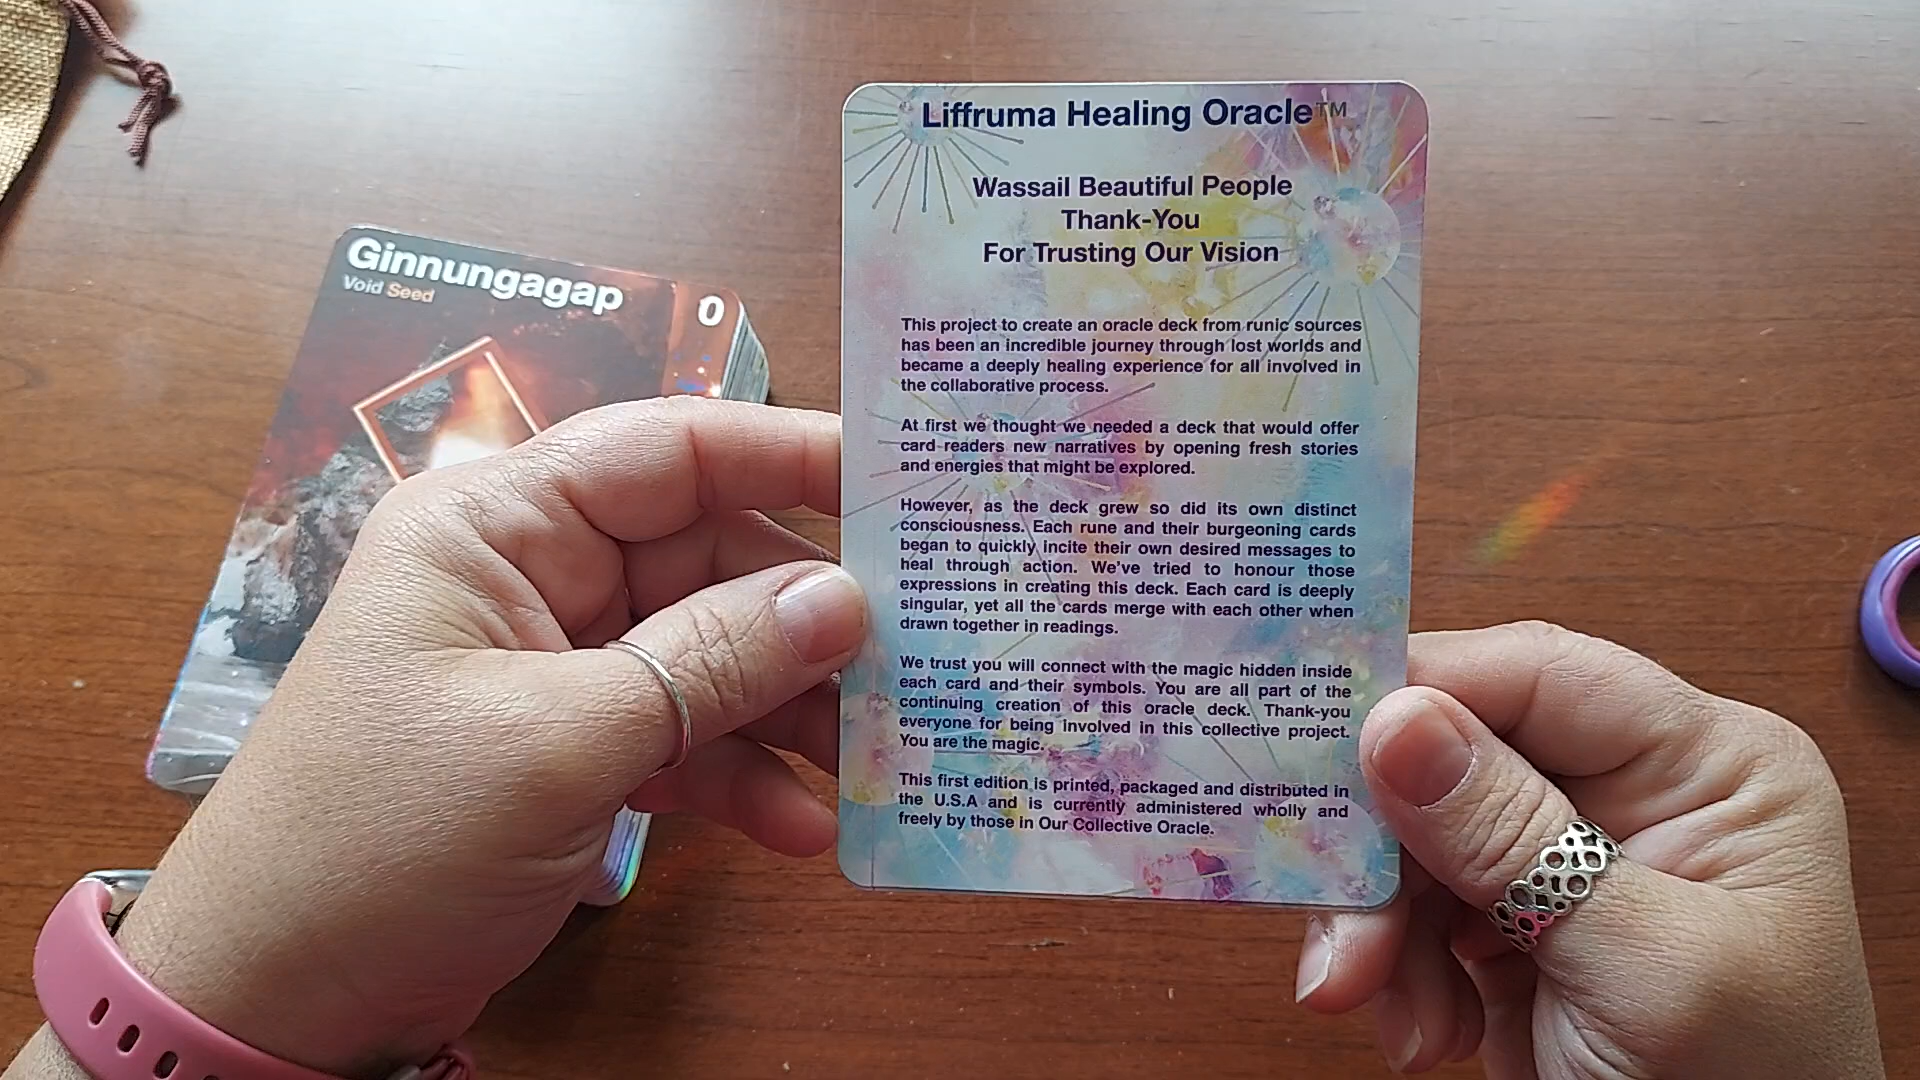 Liffruma Healing Oracle™
Wassail Beautiful People
Thank-You
For Trusting Our Vision
This project to create an oracle deck from runic sources
has been an incredible journey through lost worlds and
became a deeply healing experience for all involved in
the collaborative process.
At first we thought we needed a deck that would offer
card readers new narratives by opening fresh stories
and energies that might be explored.
However, as the deck grew so did its own distinct
consciousness. Each rune and their burgeoning cards
began to quickly incite their own desired messages to
heal through action. We've tried to honour those
expressions in creating this deck. Each card is deeply
singular, yet all the cards merge with each other when
drawn together in readings.
We trust you will connect with the magic hidden inside
each card and their symbols. You are all part of the
continuing creation of this oracle deck. Thank-you
everyone for being involved in this collective project.
You are the magic.
This first edition is printed, packaged and distributed in
the U.S.A and is currently administered wholly and
freely by those in Our Collective Oracle.
Ginnungagap
0
Void Seed